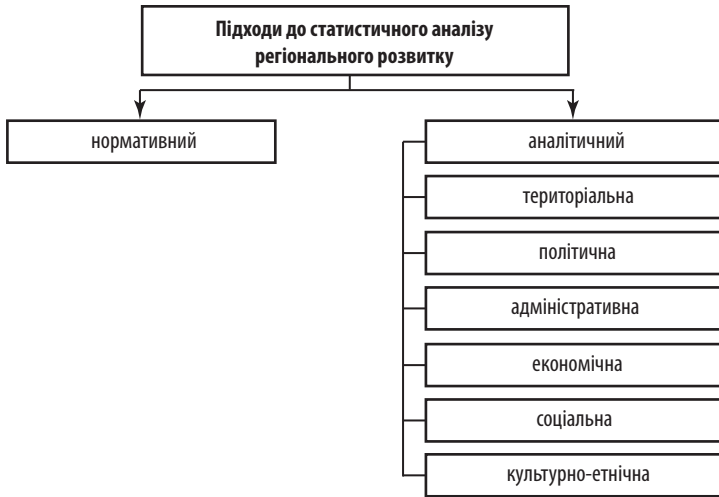 Підходи до статистичного аналізу
регіонального розвитку
нормативний
аналітичний
територіальна
політична
адміністративна
економічна
соціальна
культурно-етнічна